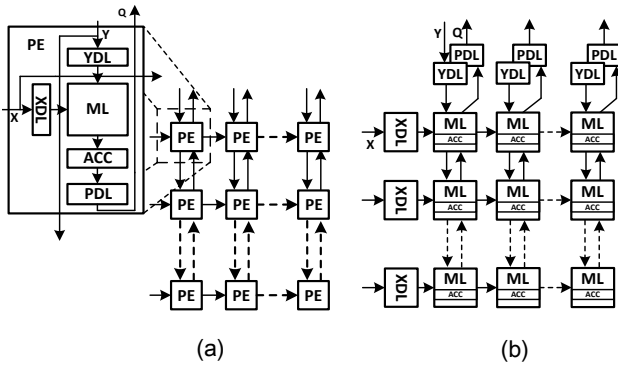 Q
PE
Y
YDL
XDL
ML
X
ACC
PDL
PE PE PE
PE PE PE
PE PE PE
(a)
Y Q
PDL PDL PDL
YDL YDL YDL
X XDL ML ML ML
ACC ACC ACC
XDL ML ML ML
ACC ACC ACC
XDL ML ML ML
ACC ACC ACC
(b)